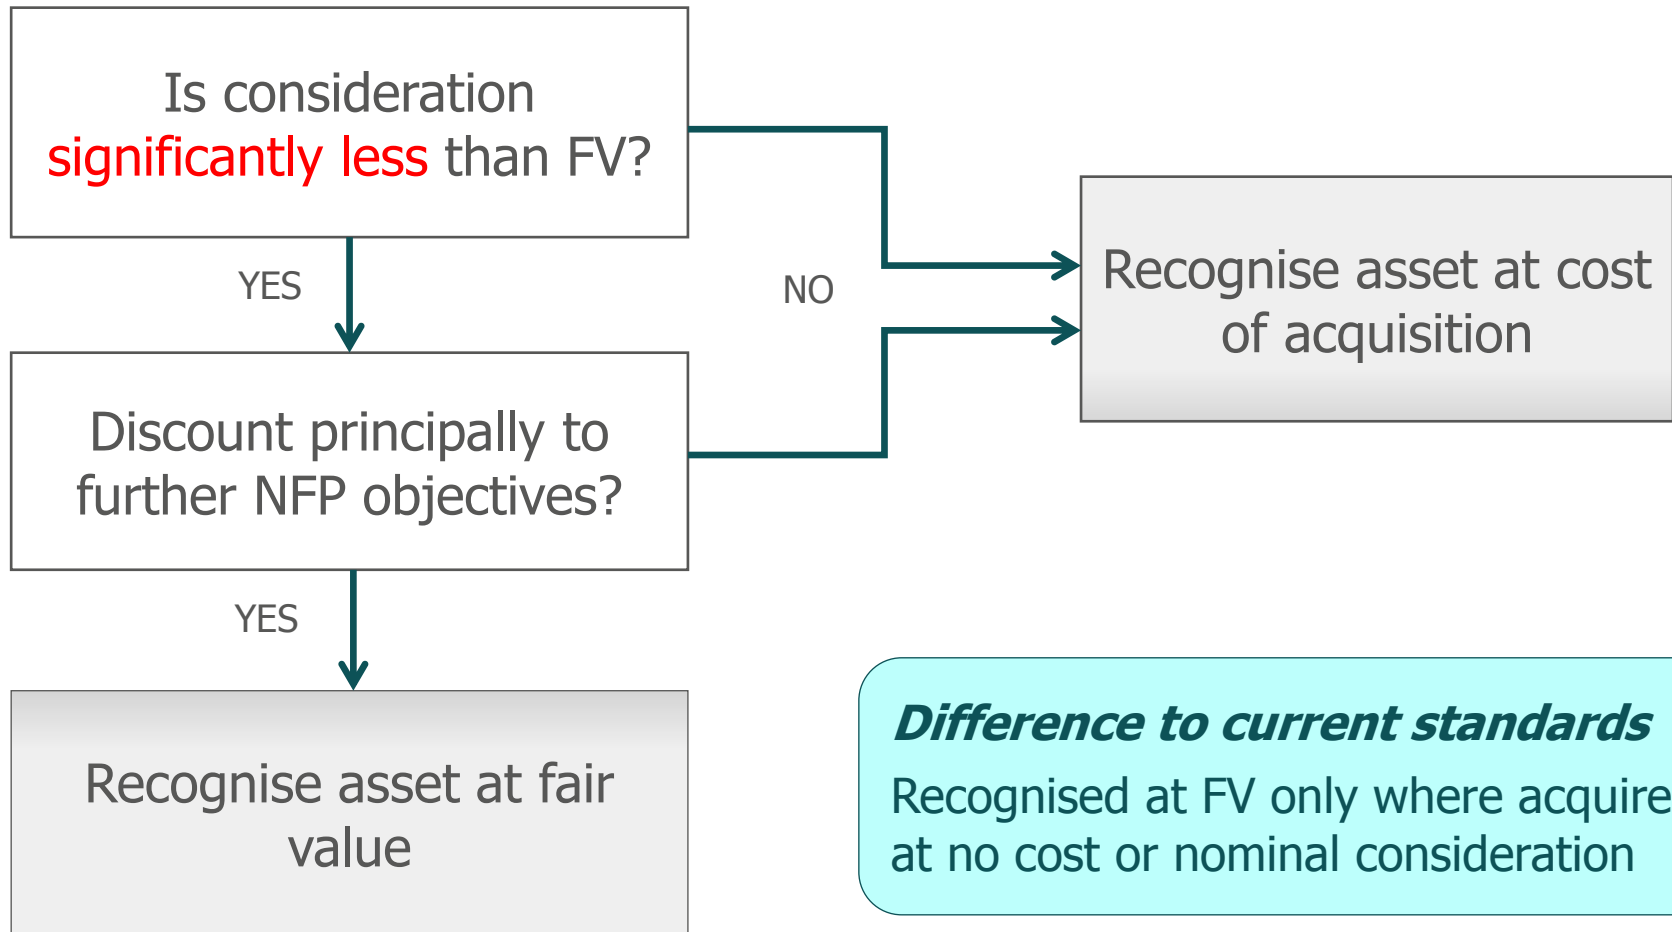 Is consideration
significantly less than FV?
YES
NO
Recognise asset at cost
of acquisition
Discount principally to
further NFP objectives?
YES
Recognise asset at fair
value
Difference to current standards
Recognised at FV only where acquire
at no cost or nominal consideration